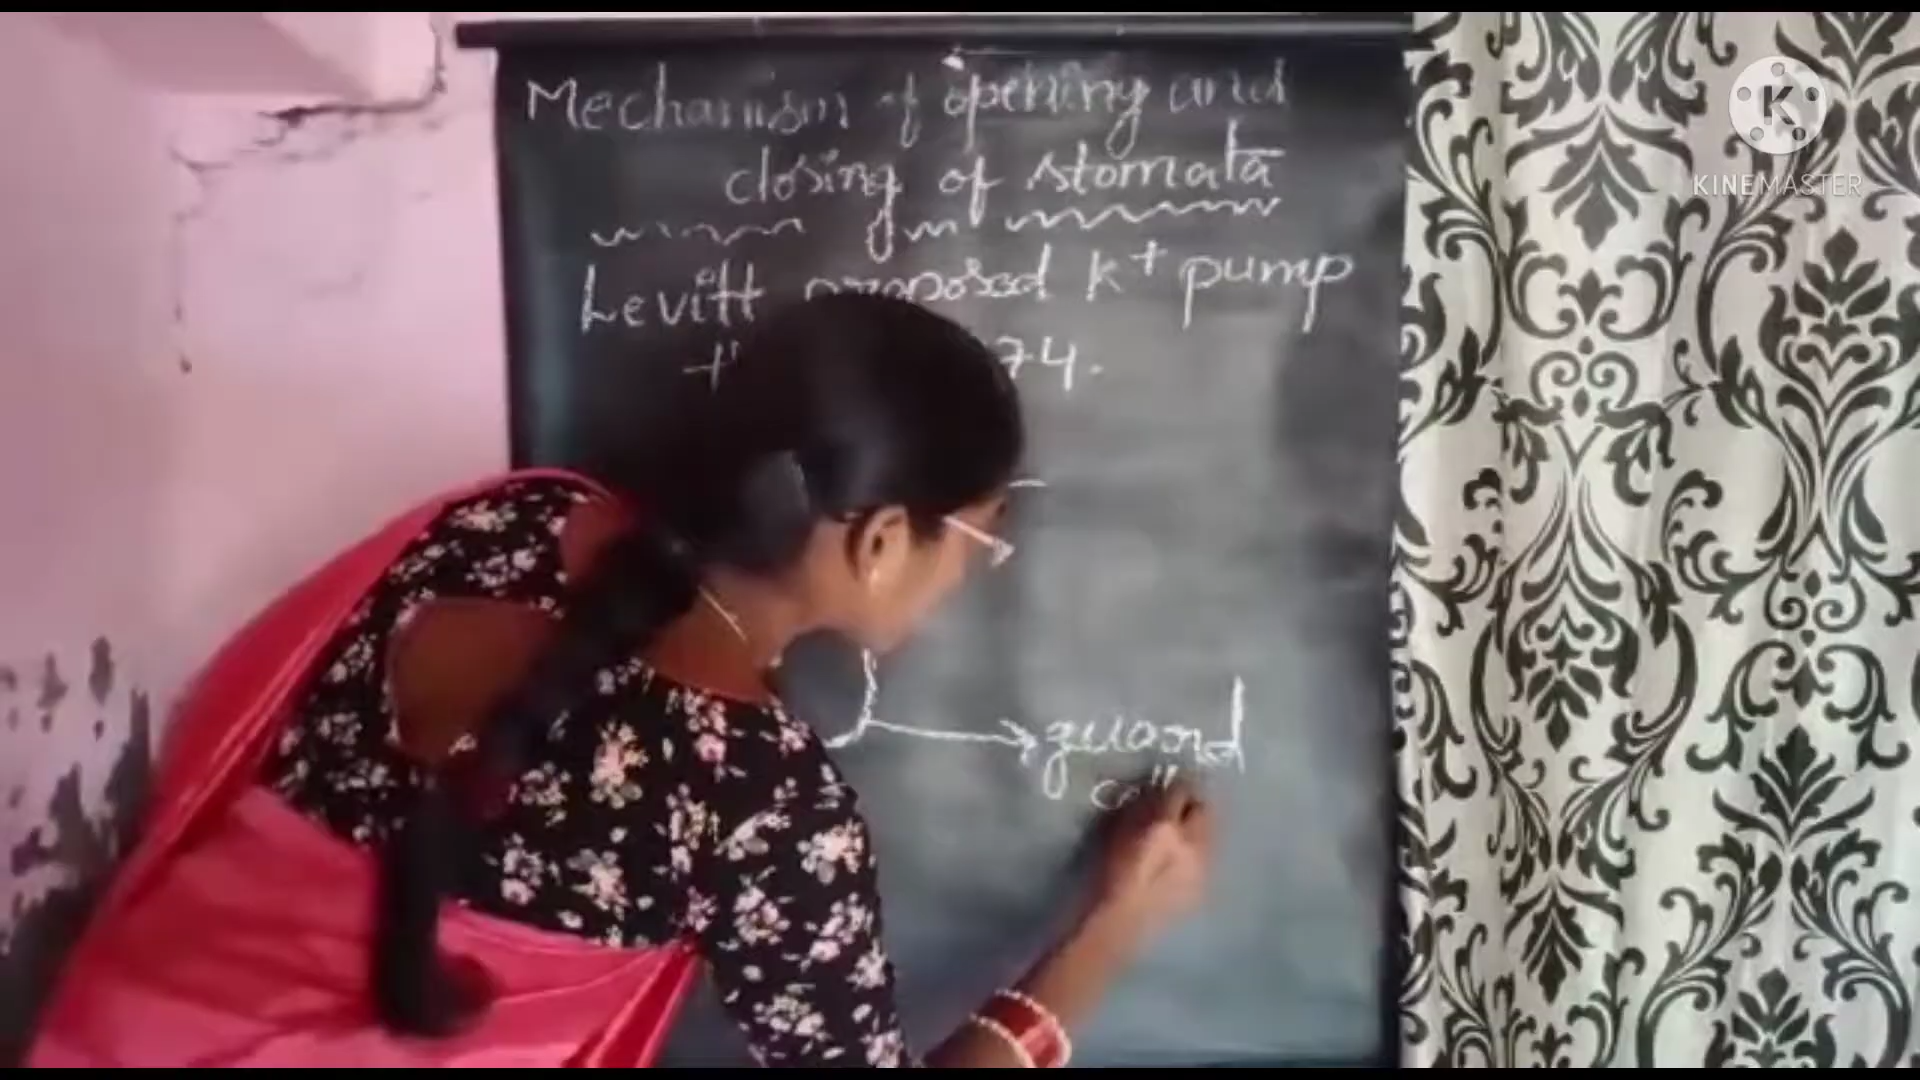 Mechanism of opening and
closing of stomata
Levitt proposed K+ pump
74.
guard
cell
K
KINEMASTER